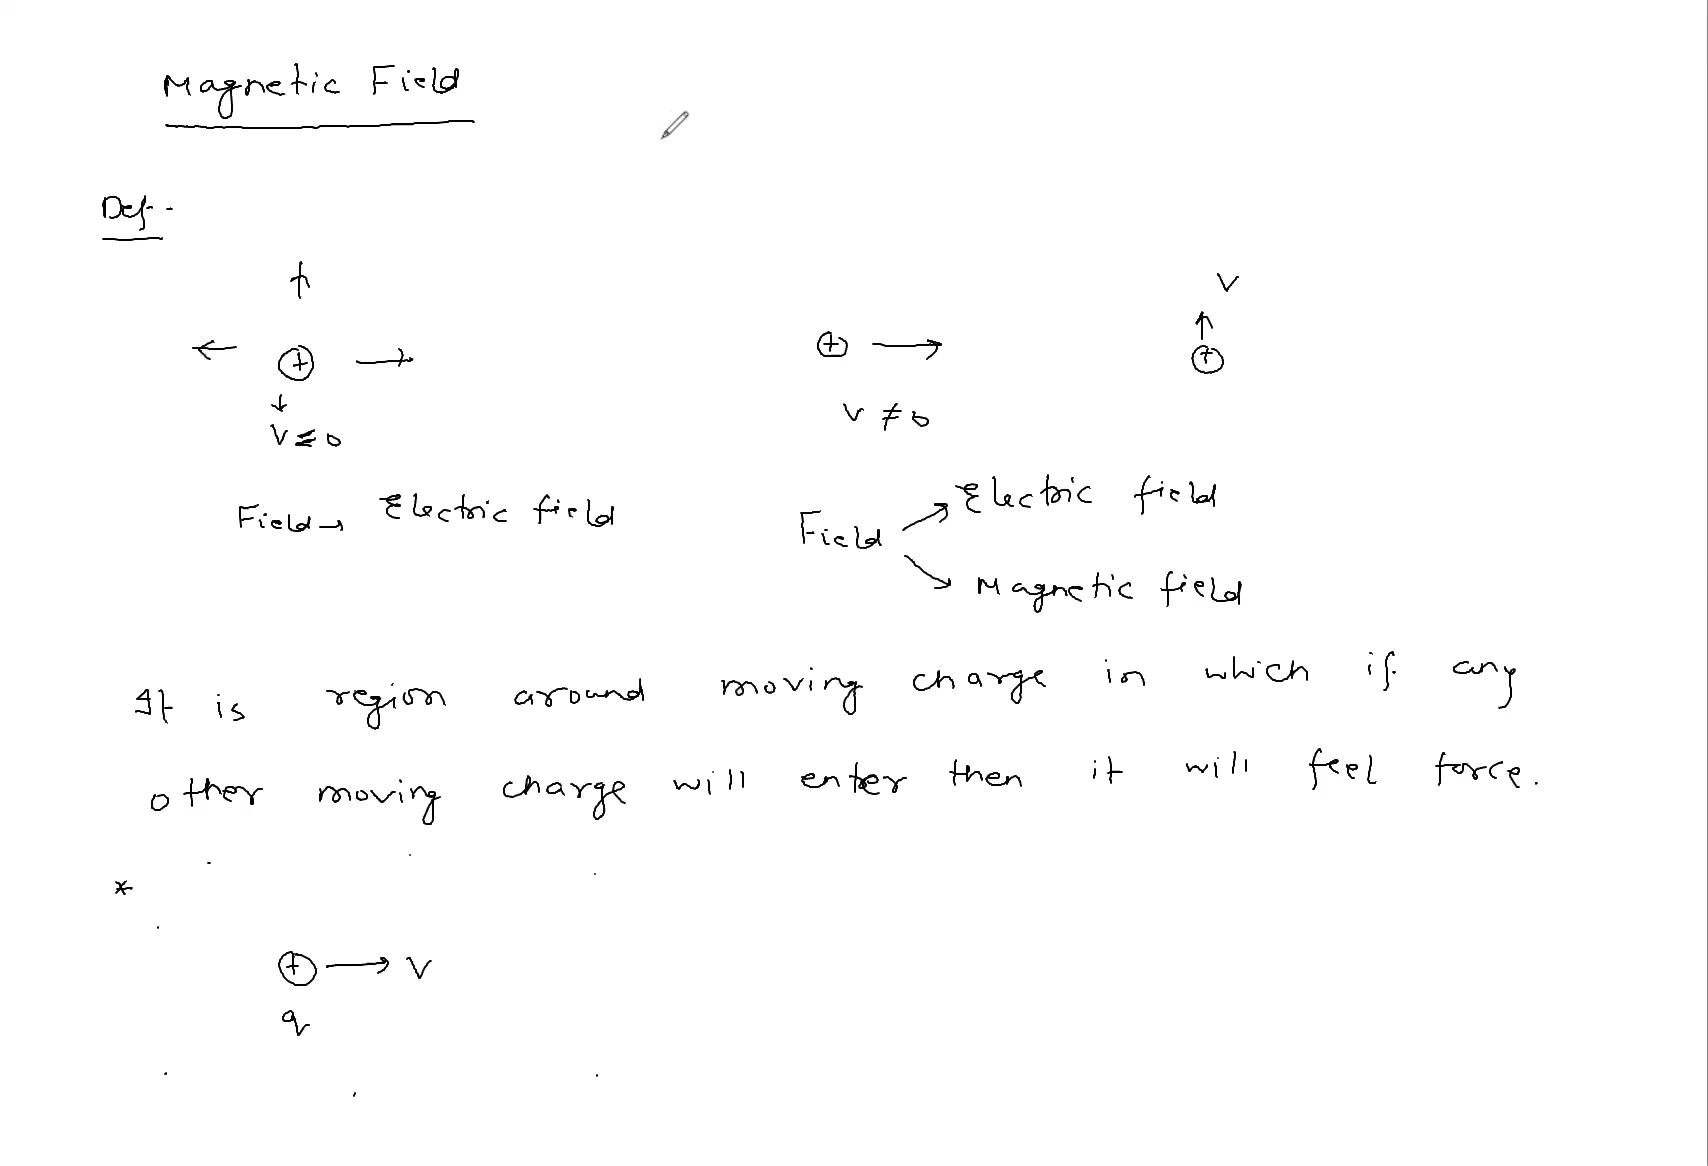 Magnetic Field
Def -
V
V = 0
V ≠ 0
Field → Electric field
Field
Electric field
Magnetic field
It is region around moving charge in which if any
other moving charge will enter then it will feel force.
*
+ → V
q